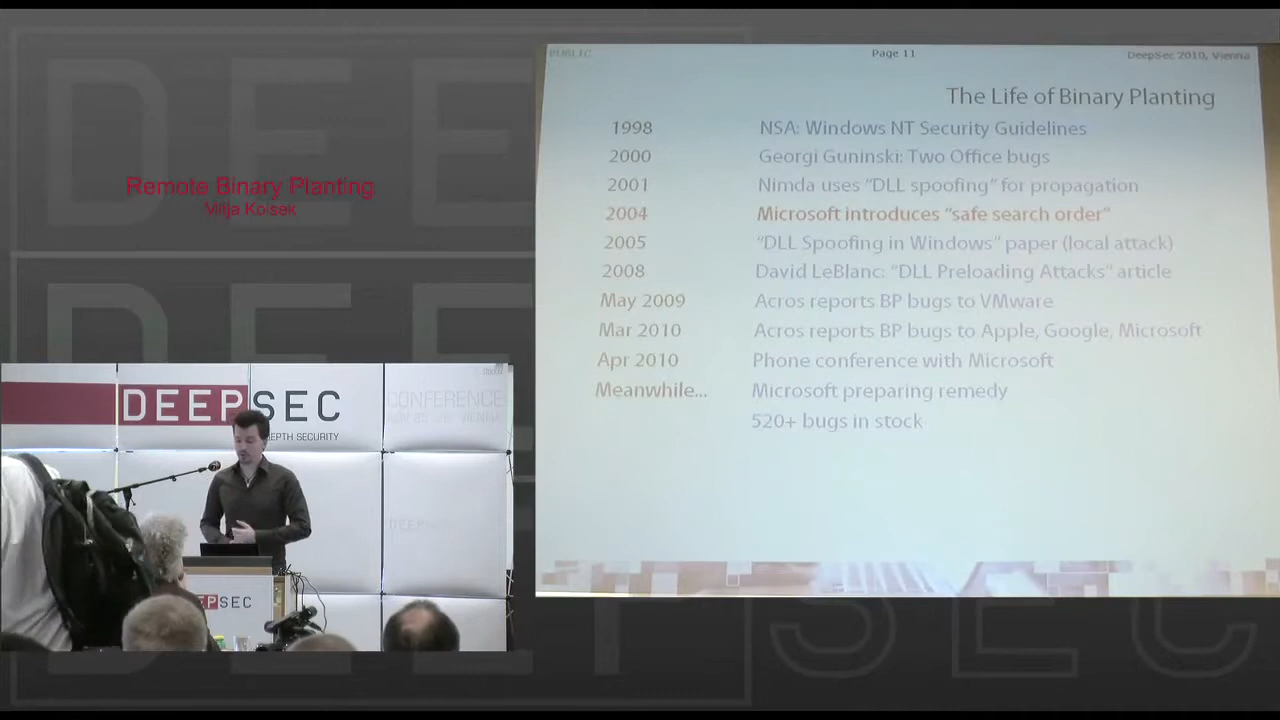 DEEPSEC
PUBLIC
Page 11
DeepSec 2010, Vienna
The Life of Binary Planting
1998 NSA: Windows NT Security Guidelines
2000 Georgi Guninski: Two Office bugs
2001 Nimda uses “DLL spoofing” for propagation
2004 Microsoft introduces “safe search order”
2005 “DLL Spoofing in Windows” paper (local attack)
2008 David LeBlanc: “DLL Preloading Attacks” article
May 2009 Acros reports BP bugs to VMware
Mar 2010 Acros reports BP bugs to Apple, Google, Microsoft
Apr 2010 Phone conference with Microsoft
Meanwhile... Microsoft preparing remedy
520+ bugs in stock
Remote Binary Planting
Mitja Kolsek
DEEPSEC
CONFERENCE
DEPTH SECURITY
EPSEC